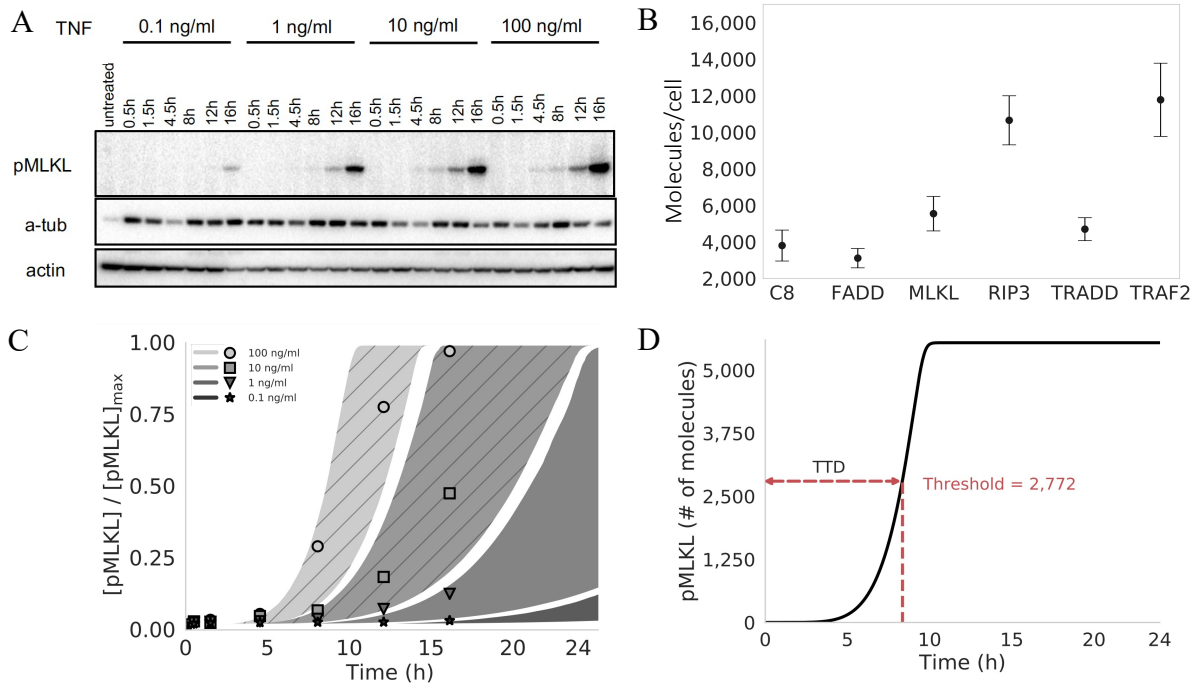 A
TNF 0.1 ng/ml 1 ng/ml 10 ng/ml 100 ng/ml
untreated 0.5h 1.5h 4.5h 8h 12h 16h 0.5h 1.5h 4.5h 8h 12h 16h 0.5h 1.5h 4.5h 8h 12h 16h 0.5h 1.5h 4.5h 8h 12h 16h
pMLKL
a-tub
actin
B
Molecules/cell
16,000
14,000
12,000
10,000
8,000
6,000
4,000
2,000
C8 FADD MLKL RIP3 TRADD TRAF2
C
[pMLKL] / [pMLKL]max
1.00
0.75
0.50
0.25
0.00
100 ng/ml
10 ng/ml
1 ng/ml
0.1 ng/ml
0 5 10 15 20 24
Time (h)
D
pMLKL (# of molecules)
5,000
3,750
2,500
1,250
0
TTD
Threshold = 2,772
0 5 10 15 20 24
Time (h)